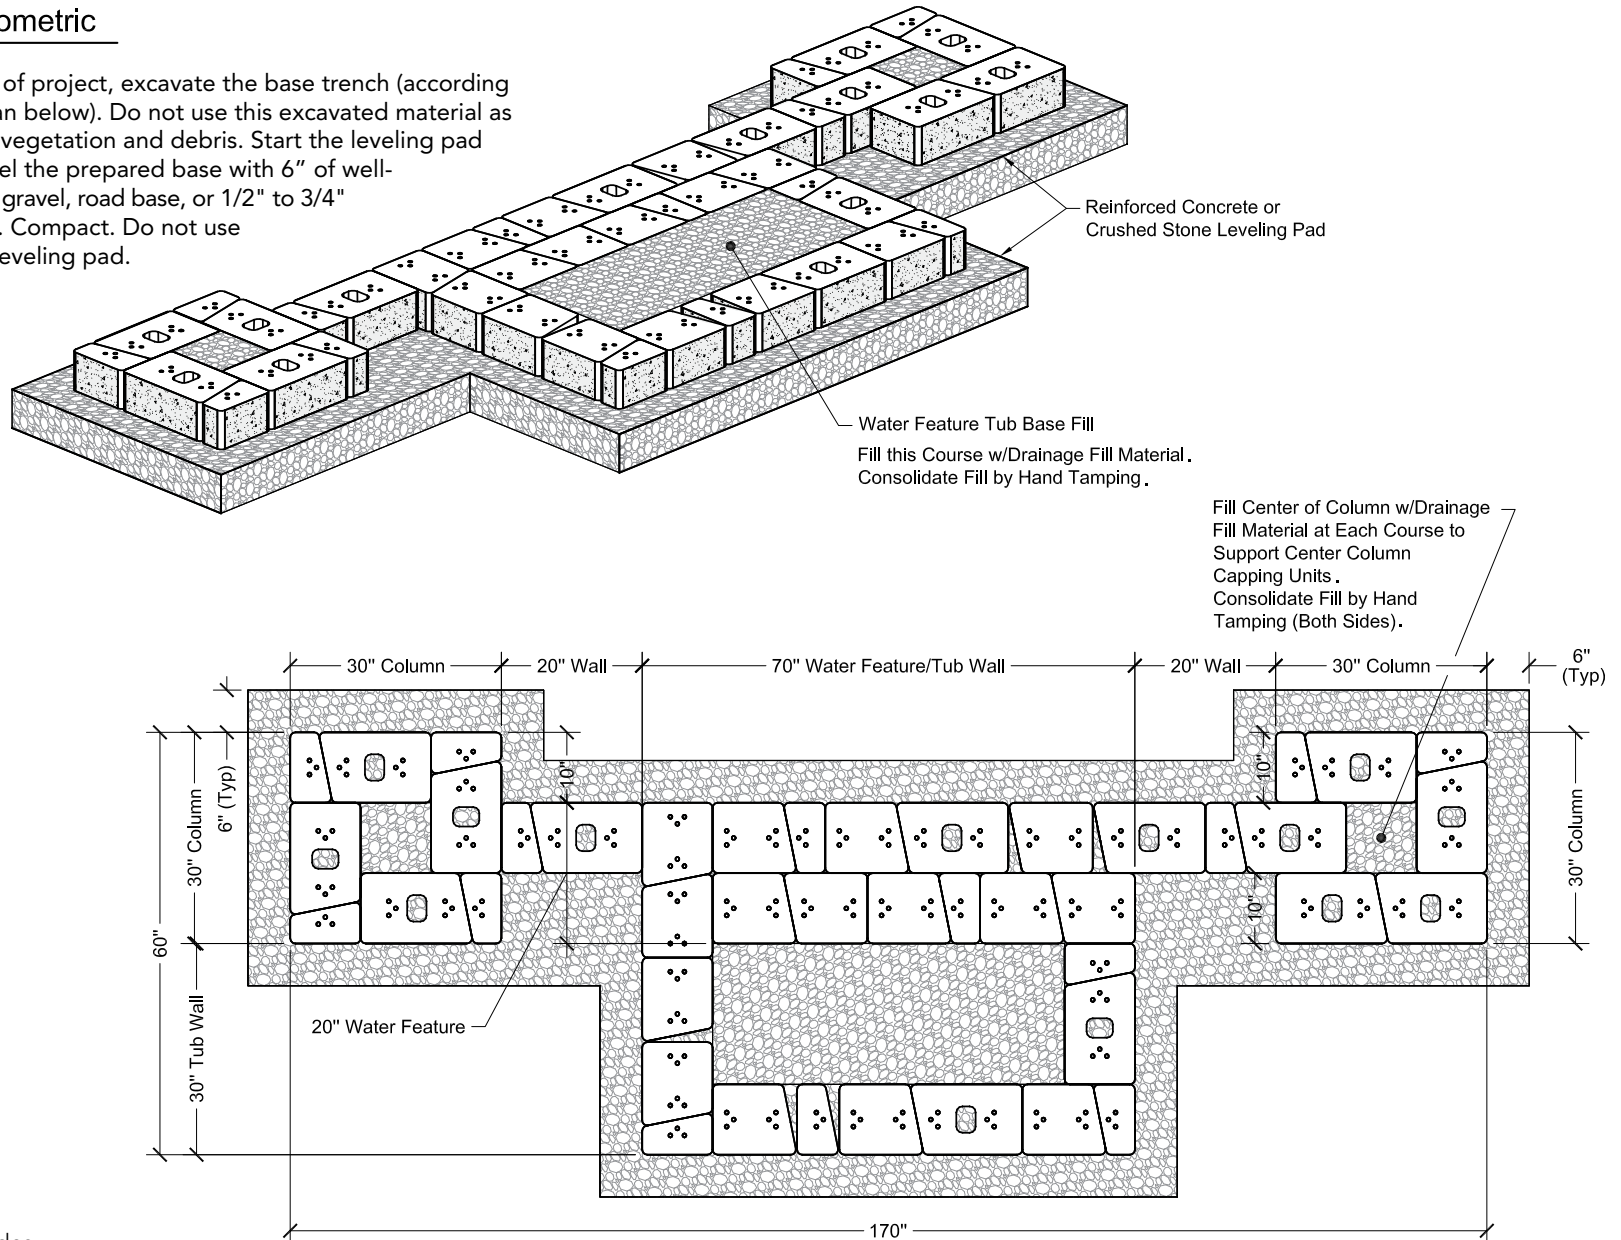 ometric
of project, excavate the base trench (according
an below). Do not use this excavated material as
vegetation and debris. Start the leveling pad
el the prepared base with 6” of well-
gravel, road base, or 1/2" to 3/4"
. Compact. Do not use
leveling pad.
Reinforced Concrete or
Crushed Stone Leveling Pad
Water Feature Tub Base Fill
Fill this Course w/Drainage Fill Material.
Consolidate Fill by Hand Tamping.
Fill Center of Column w/Drainage
Fill Material at Each Course to
Support Center Column
Capping Units.
Consolidate Fill by Hand
Tamping (Both Sides).
30" Column
20" Wall
70" Water Feature/Tub Wall
20" Wall
30" Column
6"
(Typ)
6" (Typ)
30" Column
60"
30" Tub Wall
10"
10"
10"
30" Column
20" Water Feature
170"